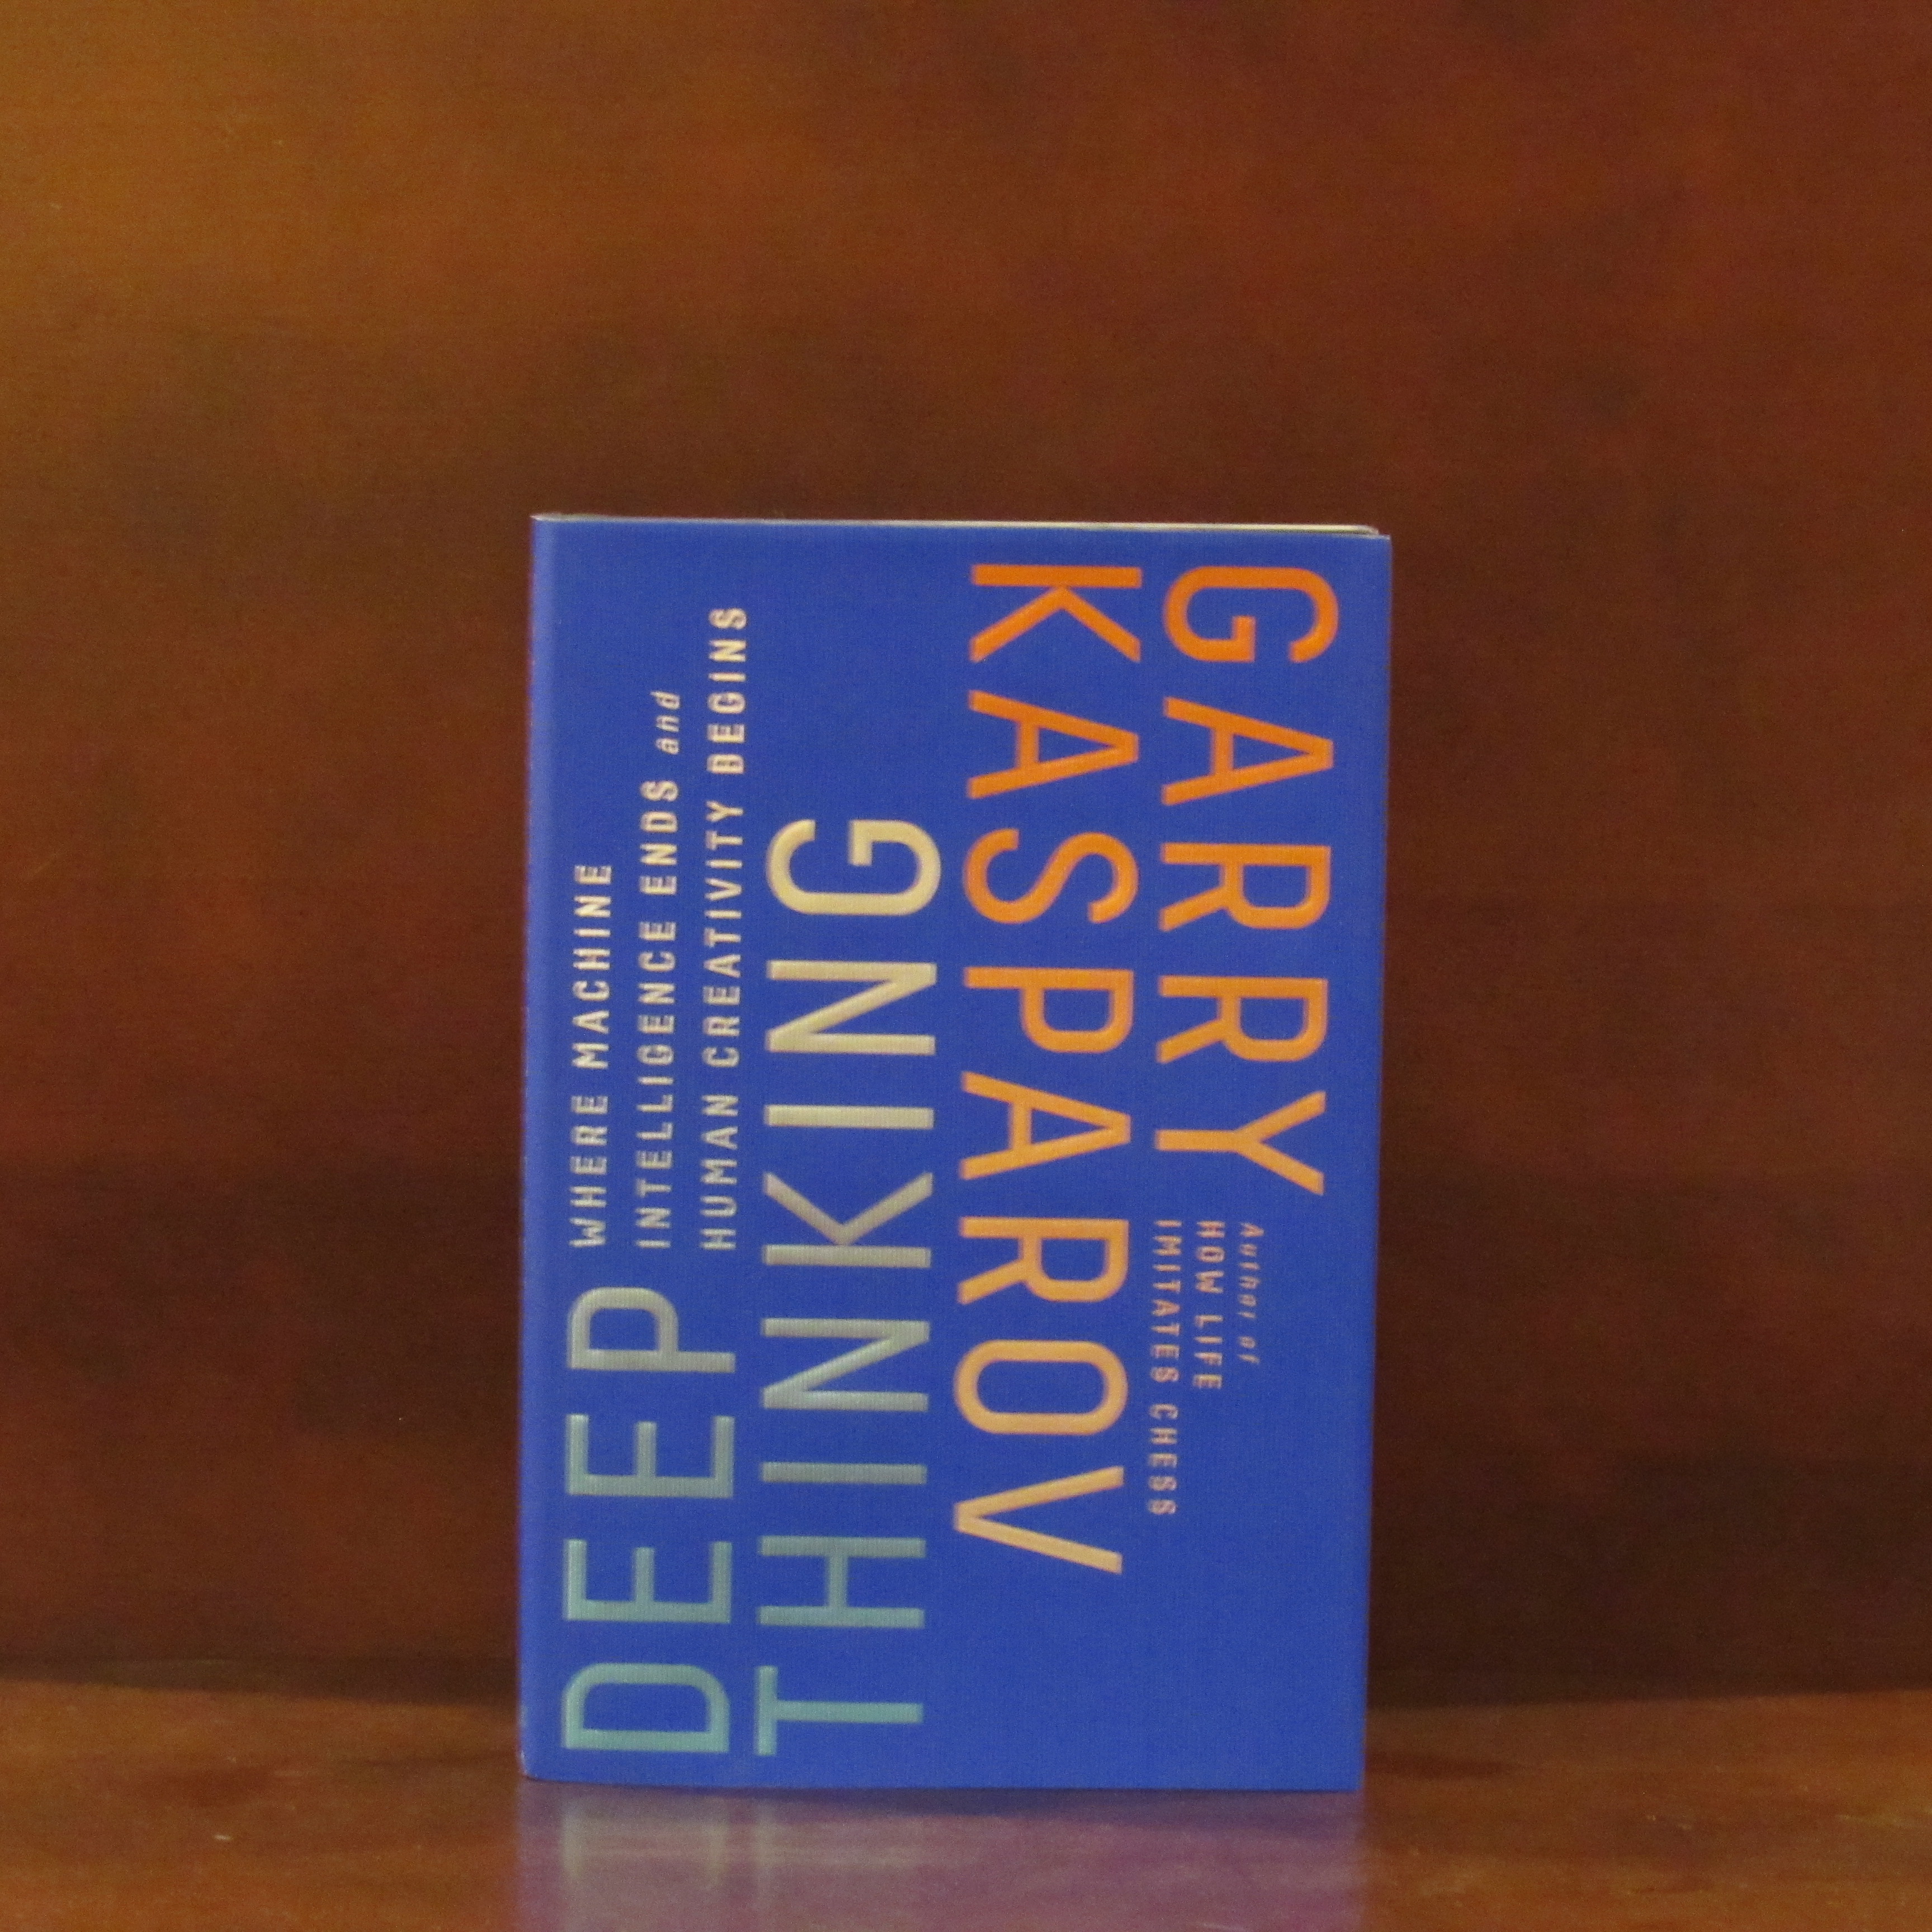 DEEP
THINKING
WHERE MACHINE
INTELLIGENCE ENDS and
HUMAN CREATIVITY BEGINS
GARRY
KASPAROV
Author of
HOW LIFE
IMITATES CHESS